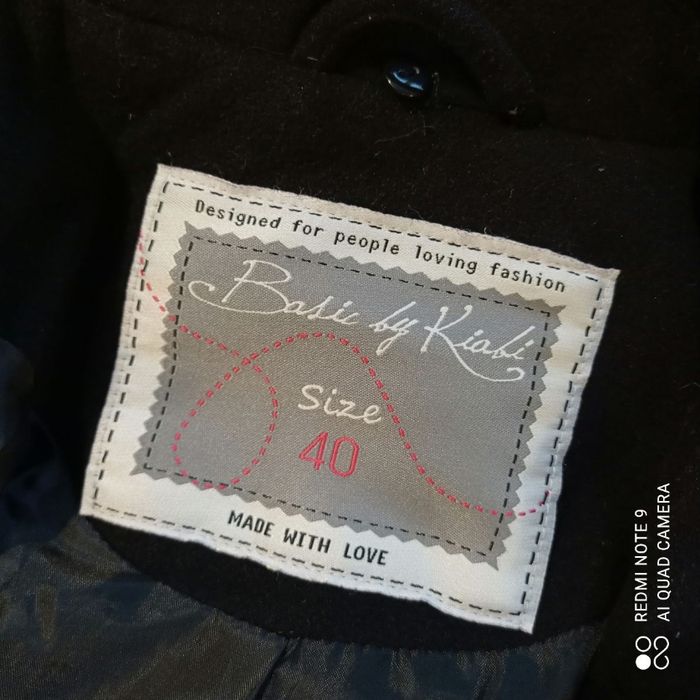 Designed for people loving fashion
Basic by Kiabi
Size
40
MADE WITH LOVE
REDMI NOTE 9
AI QUAD CAMERA